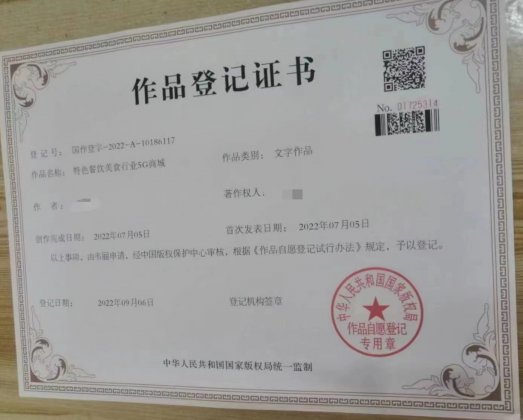 作品登记证书
No. 01725314
登 记 号： 国作登字-2022-A-10186117
作品名称： 特色餐饮美食行业5G商城
作品类别： 文字作品
作 者：
著作权人：
创作完成日期： 2022年07月05日
首次发表日期： 2022年07月05日
以上事项，由韦丽申请，经中国版权保护中心审核，根据《作品自愿登记试行办法》规定，予以登记。
登记日期： 2022年09月06日
登记机构签章
中华人民共和国国家版权局
作品自愿登记
专用章
中华人民共和国国家版权局统一监制